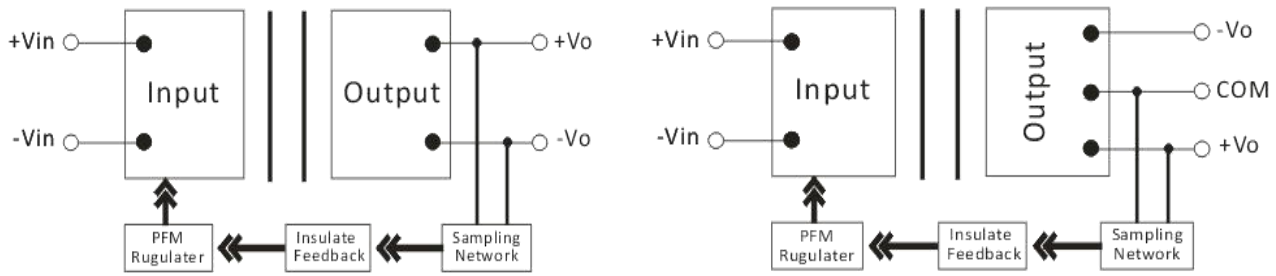 +Vin
Input
Output
+Vo
-Vin
-Vo
PFM
Rugulater
Insulate
Feedback
Sampling
Network
+Vin
Input
Output
-Vo
COM
-Vin
+Vo
PFM
Rugulater
Insulate
Feedback
Sampling
Network